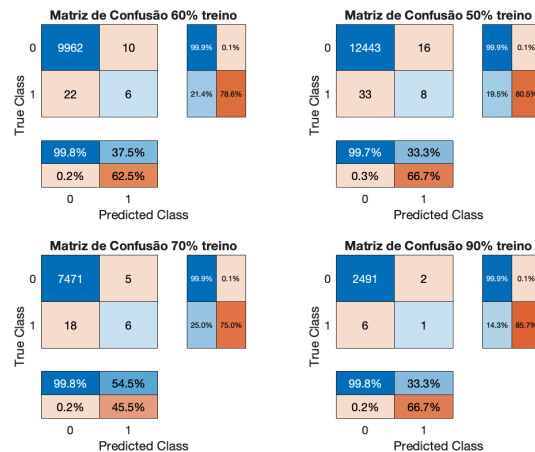 Matriz de Confusão 60% treino
0 9962 10 99.9% 0.1%
1 22 6 21.4% 78.6%
True Class
99.8% 37.5%
0.2% 62.5%
0 1
Predicted Class
Matriz de Confusão 50% treino
0 12443 16 99.9% 0.1%
1 33 8 19.5% 80.5%
True Class
99.7% 33.3%
0.3% 66.7%
0 1
Predicted Class
Matriz de Confusão 70% treino
0 7471 5 99.9% 0.1%
1 18 6 25.0% 75.0%
True Class
99.8% 54.5%
0.2% 45.5%
0 1
Predicted Class
Matriz de Confusão 90% treino
0 2491 2 99.9% 0.1%
1 6 1 14.3% 85.7%
True Class
99.8% 33.3%
0.2% 66.7%
0 1
Predicted Class